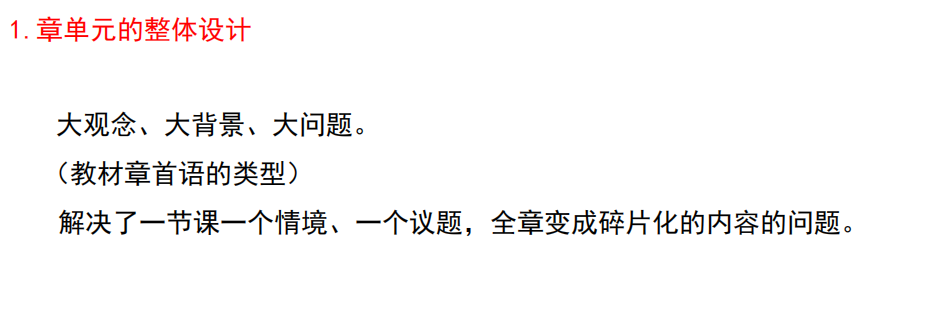 1.章单元的整体设计
大观念、大背景、大问题。
（教材章首语的类型）
解决了一节课一个情境、一个议题，全章变成碎片化的内容的问题。